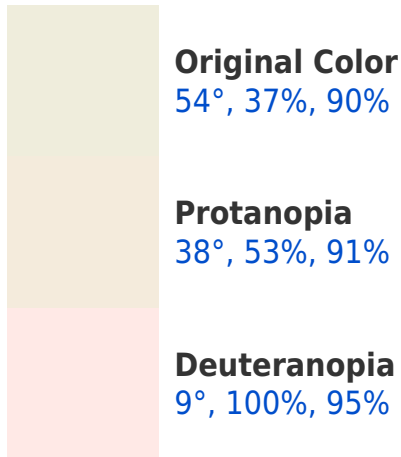 Original Color
54°, 37%, 90%
Protanopia
38°, 53%, 91%
Deuteranopia
9°, 100%, 95%